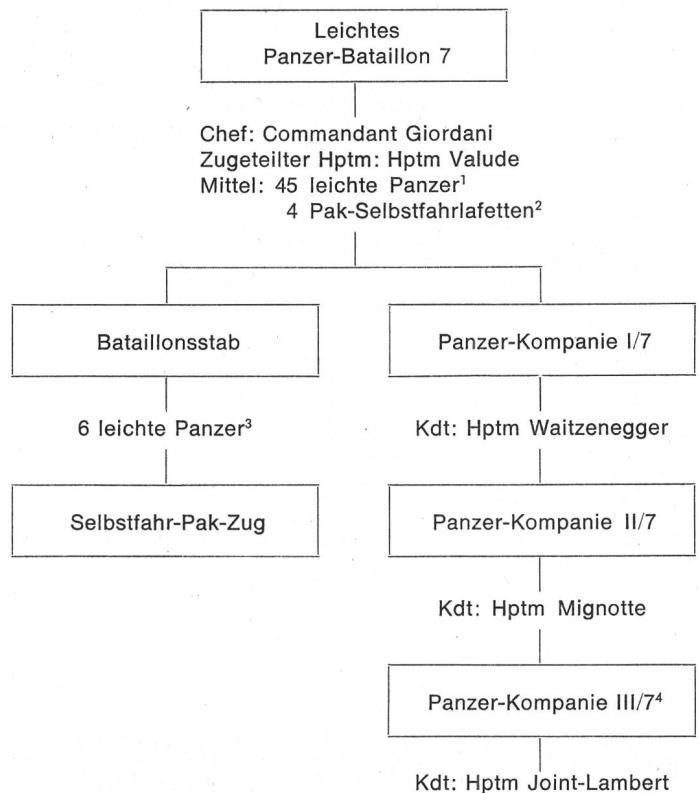 Leichtes
Panzer-Bataillon 7
Chef: Commandant Giordani
Zugeteilter Hptm: Hptm Valude
Mittel: 45 leichte Panzer¹
4 Pak-Selbstfahrlafetten²
Bataillonsstab
6 leichte Panzer³
Selbstfahr-Pak-Zug
Panzer-Kompanie I/7
Kdt: Hptm Waitzenegger
Panzer-Kompanie II/7
Kdt: Hptm Mignotte
Panzer-Kompanie III/7⁴
Kdt: Hptm Joint-Lambert